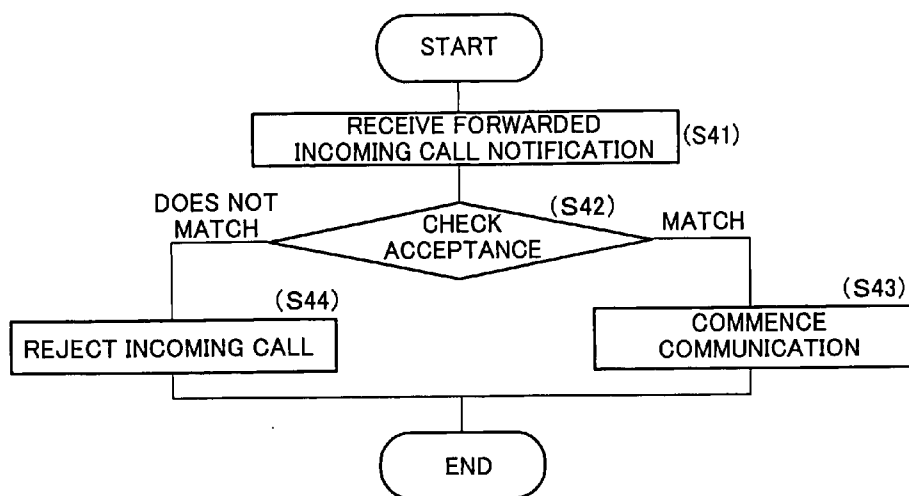 START
RECEIVE FORWARDED
INCOMING CALL NOTIFICATION
(S41)
DOES NOT
MATCH
CHECK
ACCEPTANCE
(S42)
MATCH
(S44)
REJECT INCOMING CALL
(S43)
COMMENCE
COMMUNICATION
END